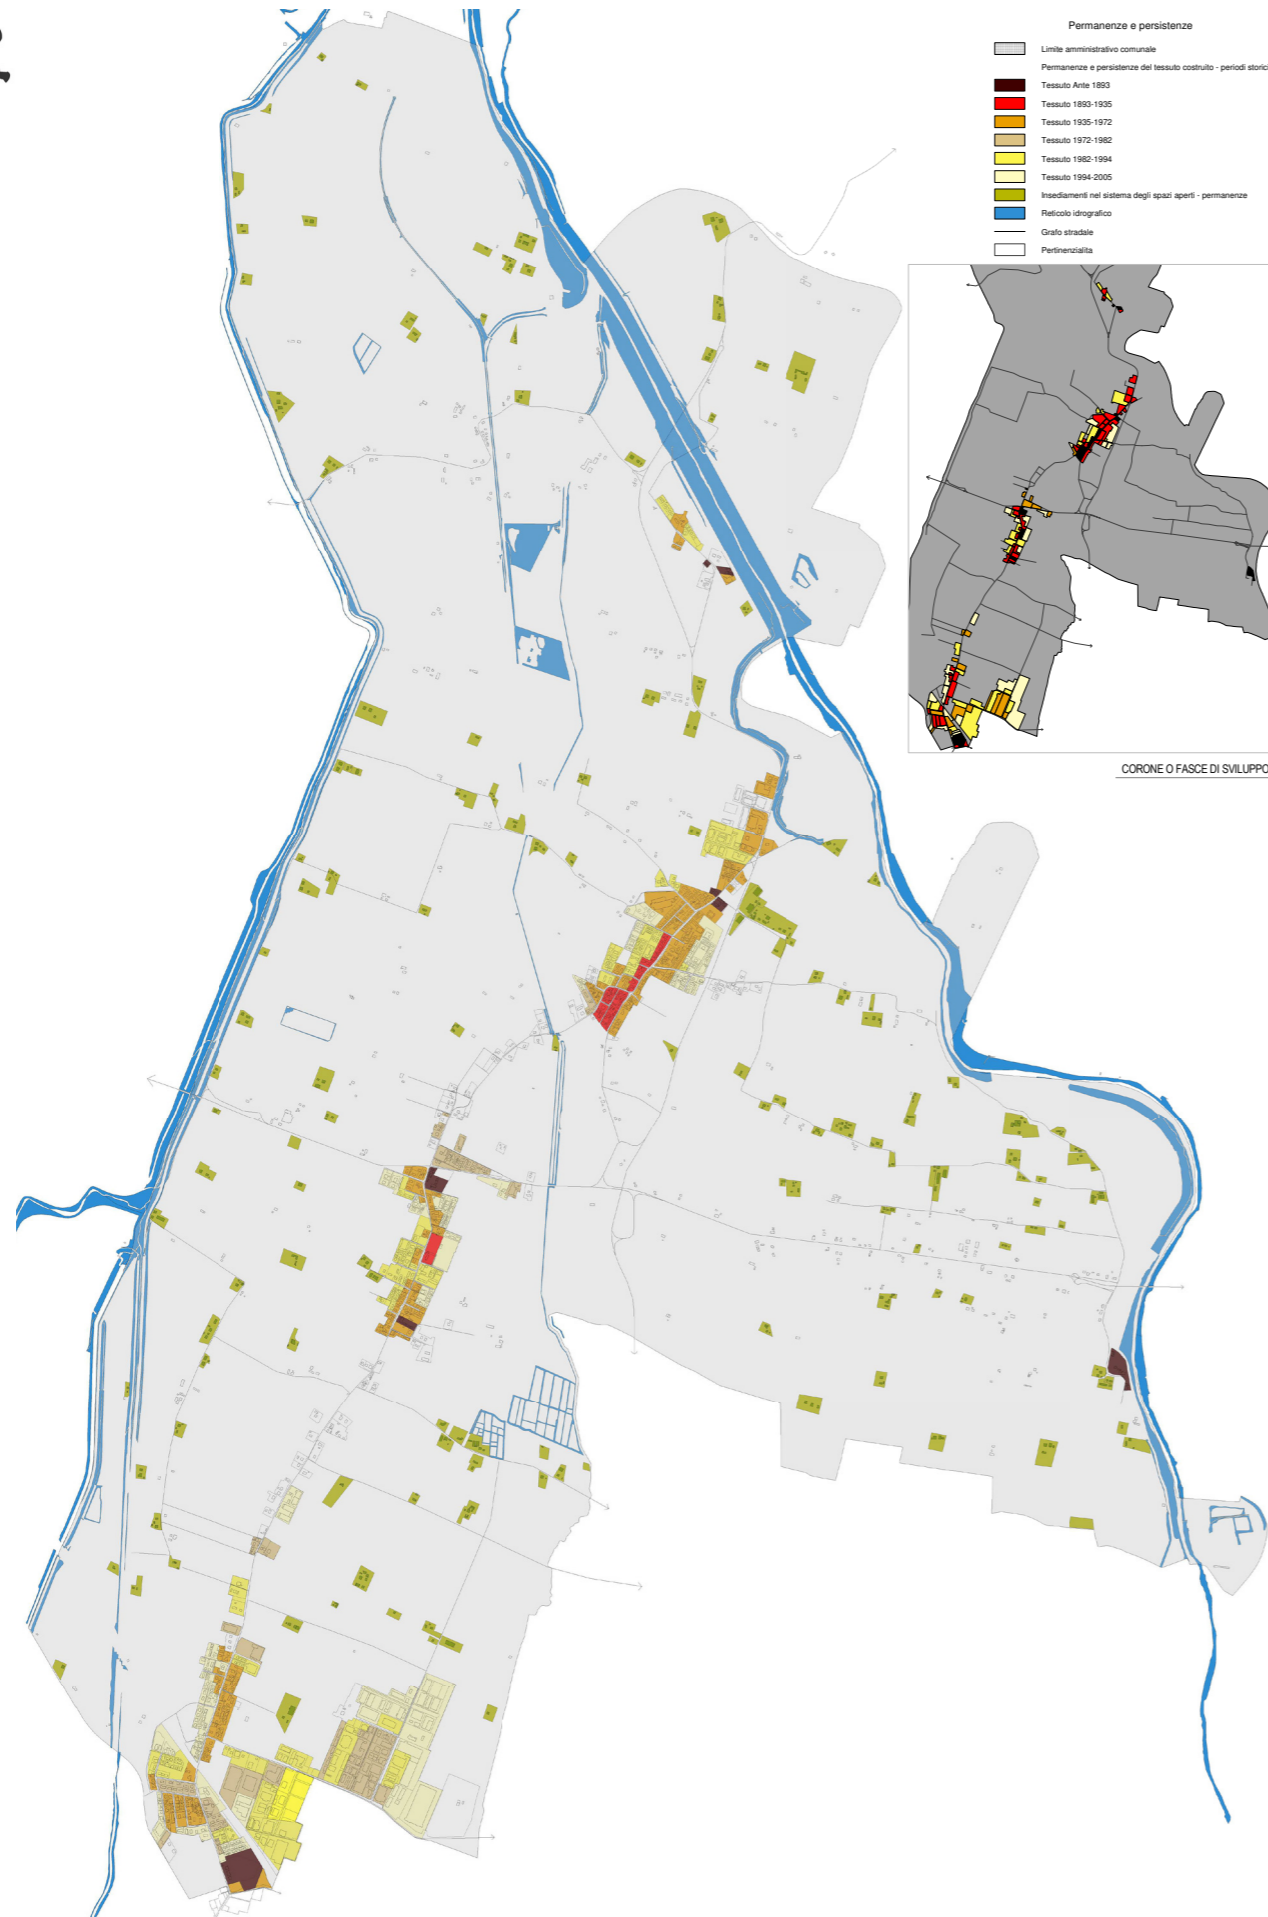 Permanenze e persistenze
Limite amministrativo comunale
Permanenze e persistenze del tessuto costruito - periodi storici
Tessuto Ante 1893
Tessuto 1893-1935
Tessuto 1935-1972
Tessuto 1972-1982
Tessuto 1982-1994
Tessuto 1994-2005
Insediamenti nel sistema degli spazi aperti - permanenze
Reticolo idrografico
Grafo stradale
Pertinenzialita
CORONE O FASCE DI SVILUPPO